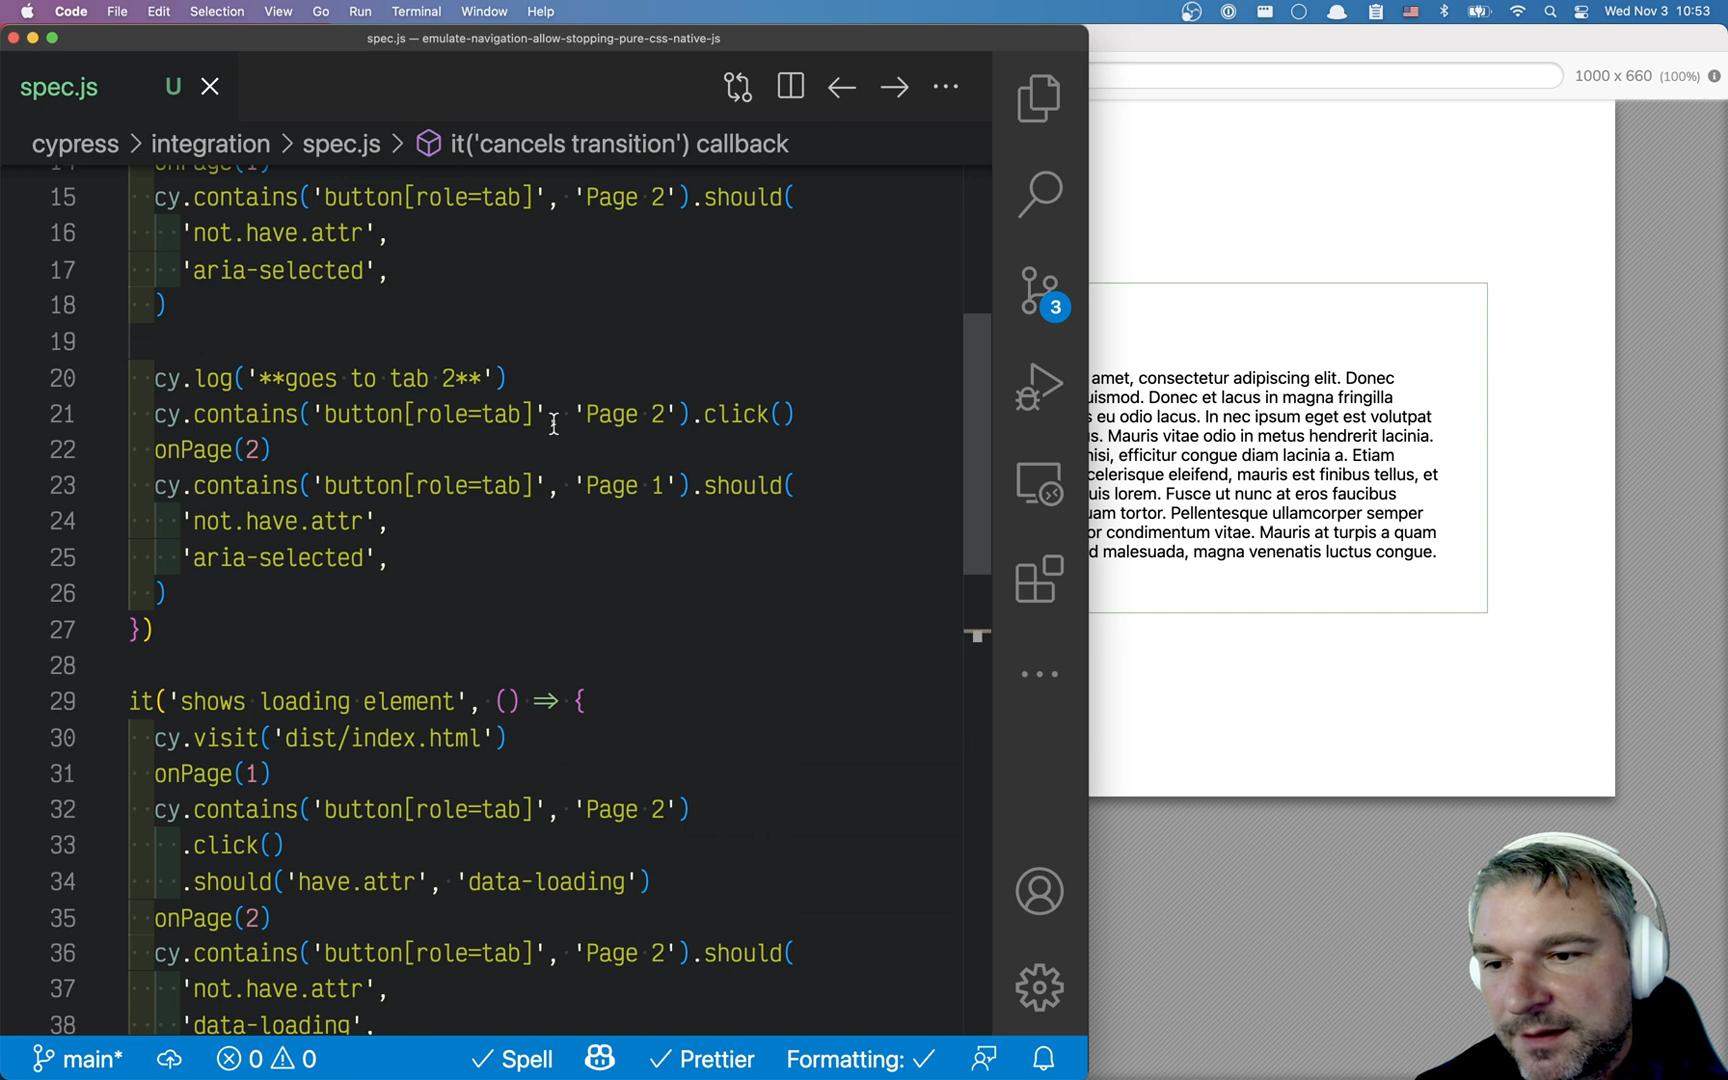 Code File Edit Selection View Go Run Terminal Window Help Wed Nov 3 10:53
spec.js — emulate-navigation-allow-stopping-pure-css-native-js
spec.js U
1000 x 660 (100%)
cypress > integration > spec.js > it('cancels transition') callback
14 onPage(1)
15 cy.contains('button[role=tab]', 'Page 2').should(
16 'not.have.attr',
17 'aria-selected',
18 )
19
20 cy.log('**goes to tab 2**')
21 cy.contains('button[role=tab]', 'Page 2').click()
22 onPage(2)
23 cy.contains('button[role=tab]', 'Page 1').should(
24 'not.have.attr',
25 'aria-selected',
26 )
27 })
28
29 it('shows loading element', () => {
30 cy.visit('dist/index.html')
31 onPage(1)
32 cy.contains('button[role=tab]', 'Page 2')
33 .click()
34 .should('have.attr', 'data-loading')
35 onPage(2)
36 cy.contains('button[role=tab]', 'Page 2').should(
37 'not.have.attr',
38 'data-loading',
3
amet, consectetur adipiscing elit. Donec
uismod. Donec et lacus in magna fringilla
s eu odio lacus. In nec ipsum eget est volutpat
us. Mauris vitae odio in metus hendrerit lacinia.
nisi, efficitur congue diam lacinia a. Etiam
celerisque eleifend, mauris est finibus tellus, et
uis lorem. Fusce ut nunc at eros faucibus
uam tortor. Pellentesque ullamcorper semper
or condimentum vitae. Mauris at turpis a quam
d malesuada, magna venenatis luctus congue.
main* 0 0 Spell Prettier Formatting: